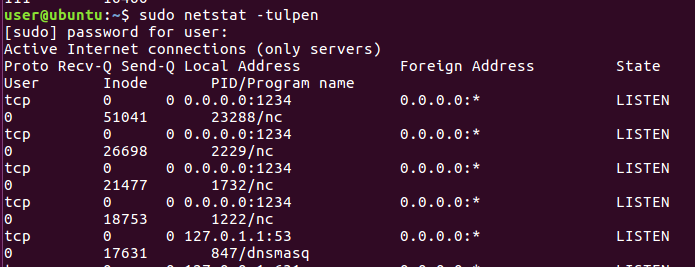 user@ubuntu:~$ sudo netstat -tulpen
[sudo] password for user:
Active Internet connections (only servers)
Proto Recv-Q Send-Q Local Address           Foreign Address         State
User       Inode       PID/Program name
tcp        0      0 0.0.0.0:1234            0.0.0.0:*               LISTEN
0          51041       23288/nc
tcp        0      0 0.0.0.0:1234            0.0.0.0:*               LISTEN
0          26698       2229/nc
tcp        0      0 0.0.0.0:1234            0.0.0.0:*               LISTEN
0          21477       1732/nc
tcp        0      0 0.0.0.0:1234            0.0.0.0:*               LISTEN
0          18753       1222/nc
tcp        0      0 127.0.1.1:53            0.0.0.0:*               LISTEN
0          17631       847/dnsmasq